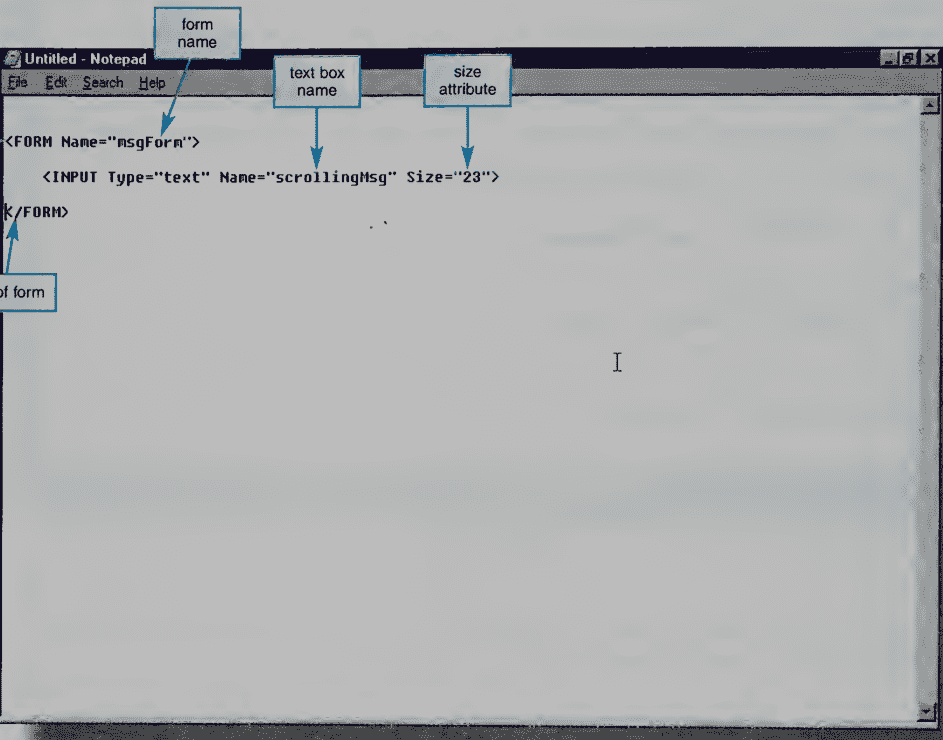 form
name
Untitled - Notepad
text box
name
size
attribute
File Edit Search Help
<FORM Name="msgForm">
<INPUT Type="text" Name="scrollingMsg" Size="23">
</FORM>
of form